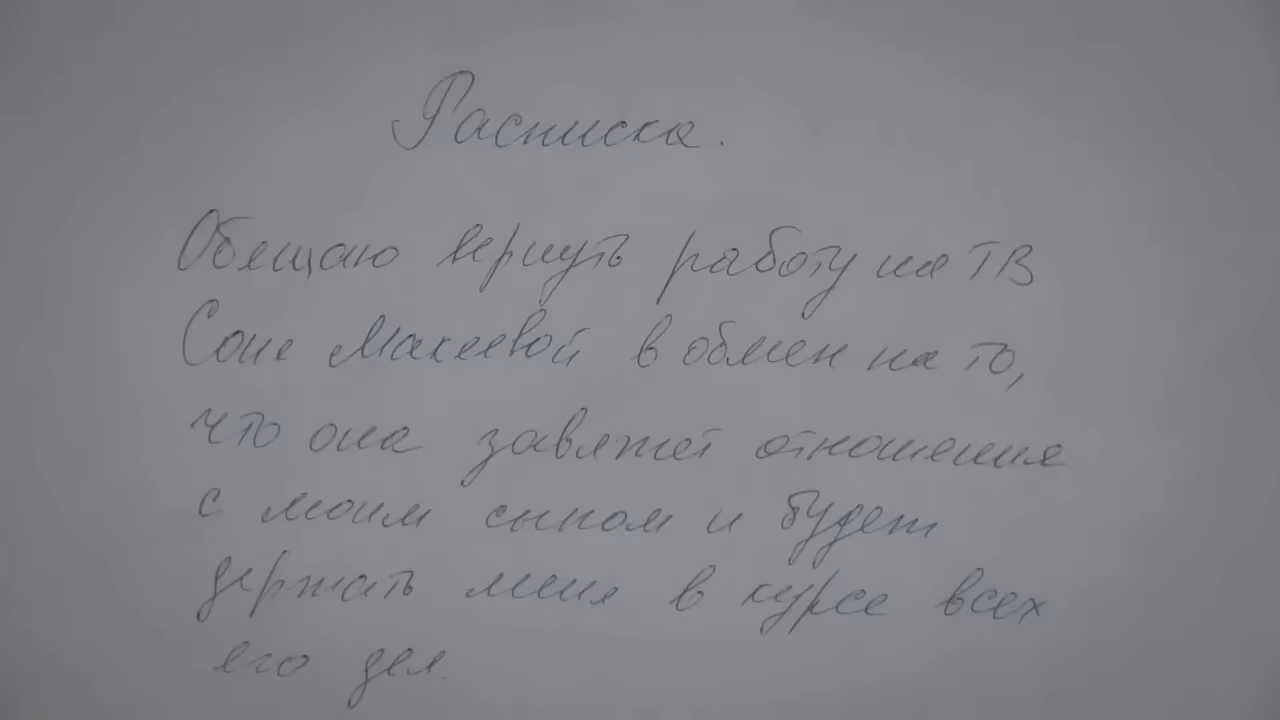 Расписка.
Обещаю вернуть работу на ТВ
Соне Макеевой в обмен на то,
что она завяжет отношения
с моим сыном и будет
держать меня в курсе всех
его дел.